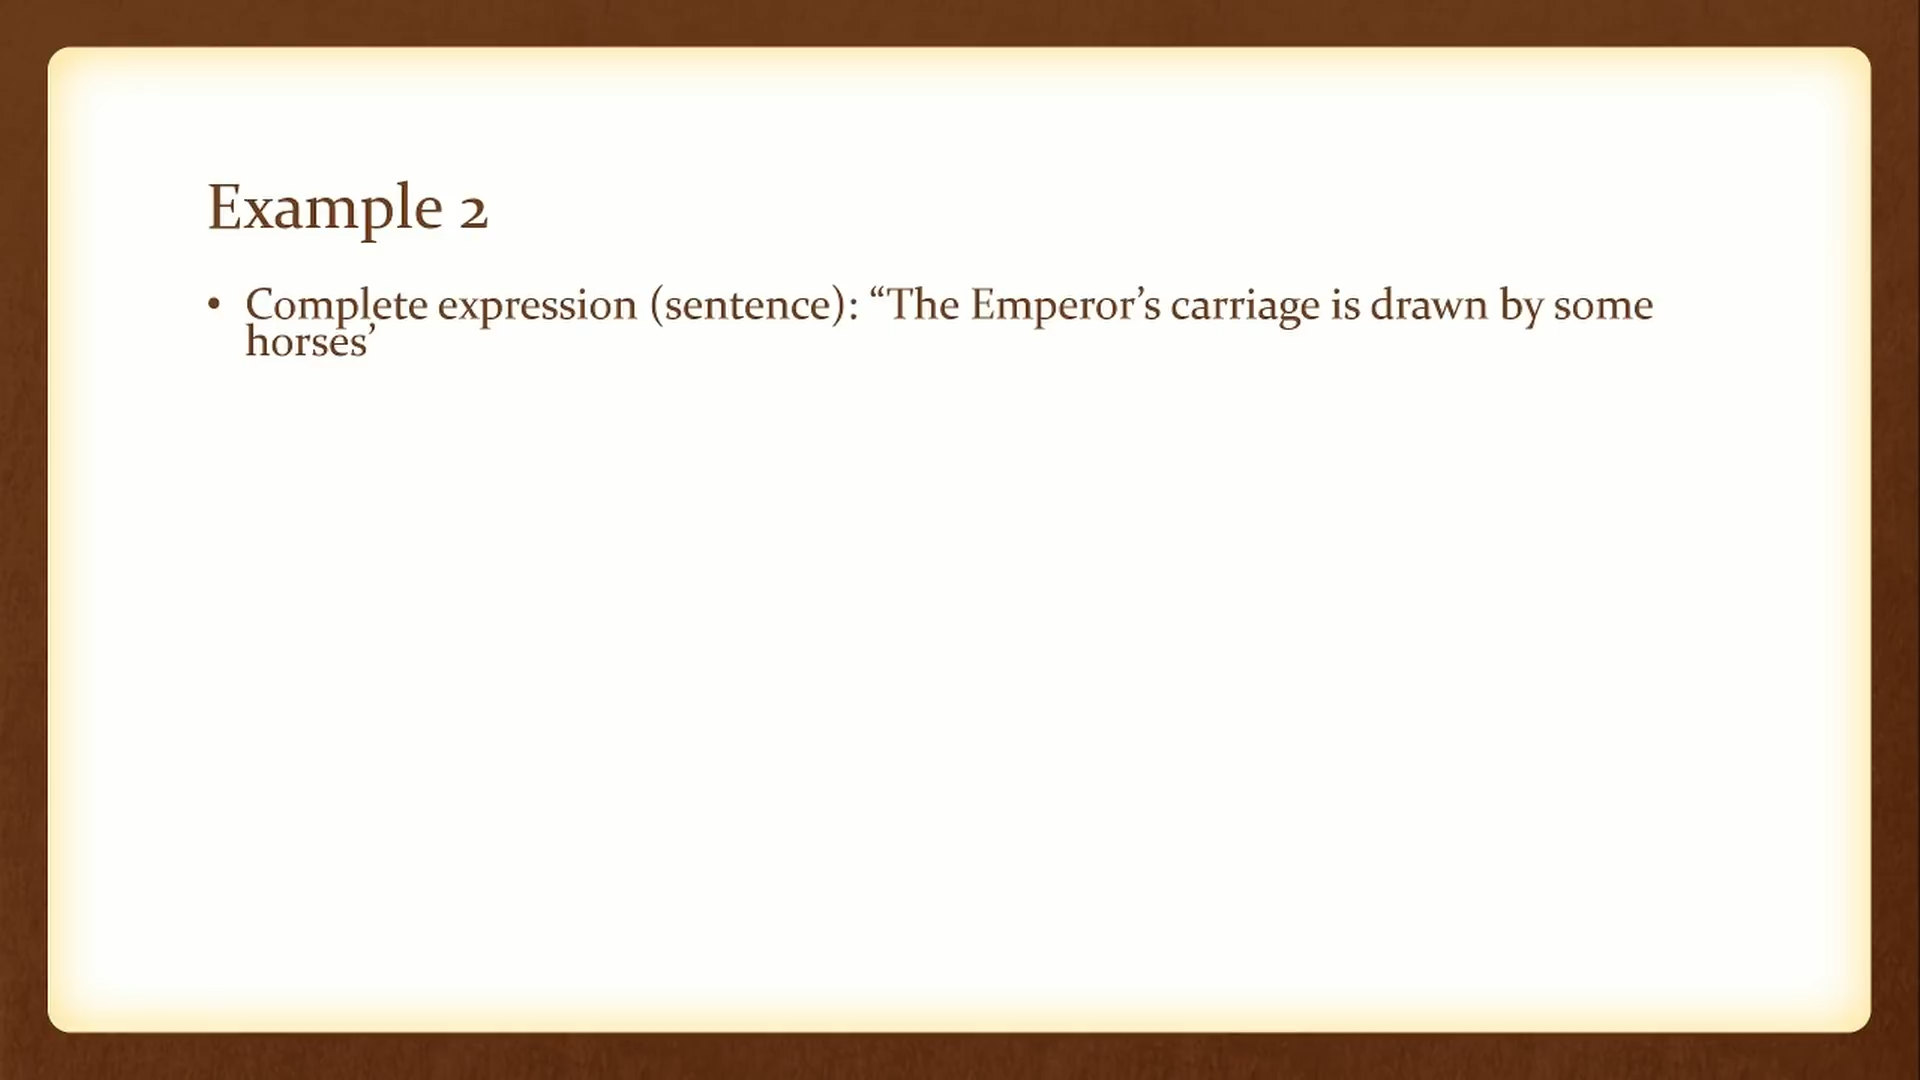 Example 2
• Complete expression (sentence): “The Emperor’s carriage is drawn by some
horses’